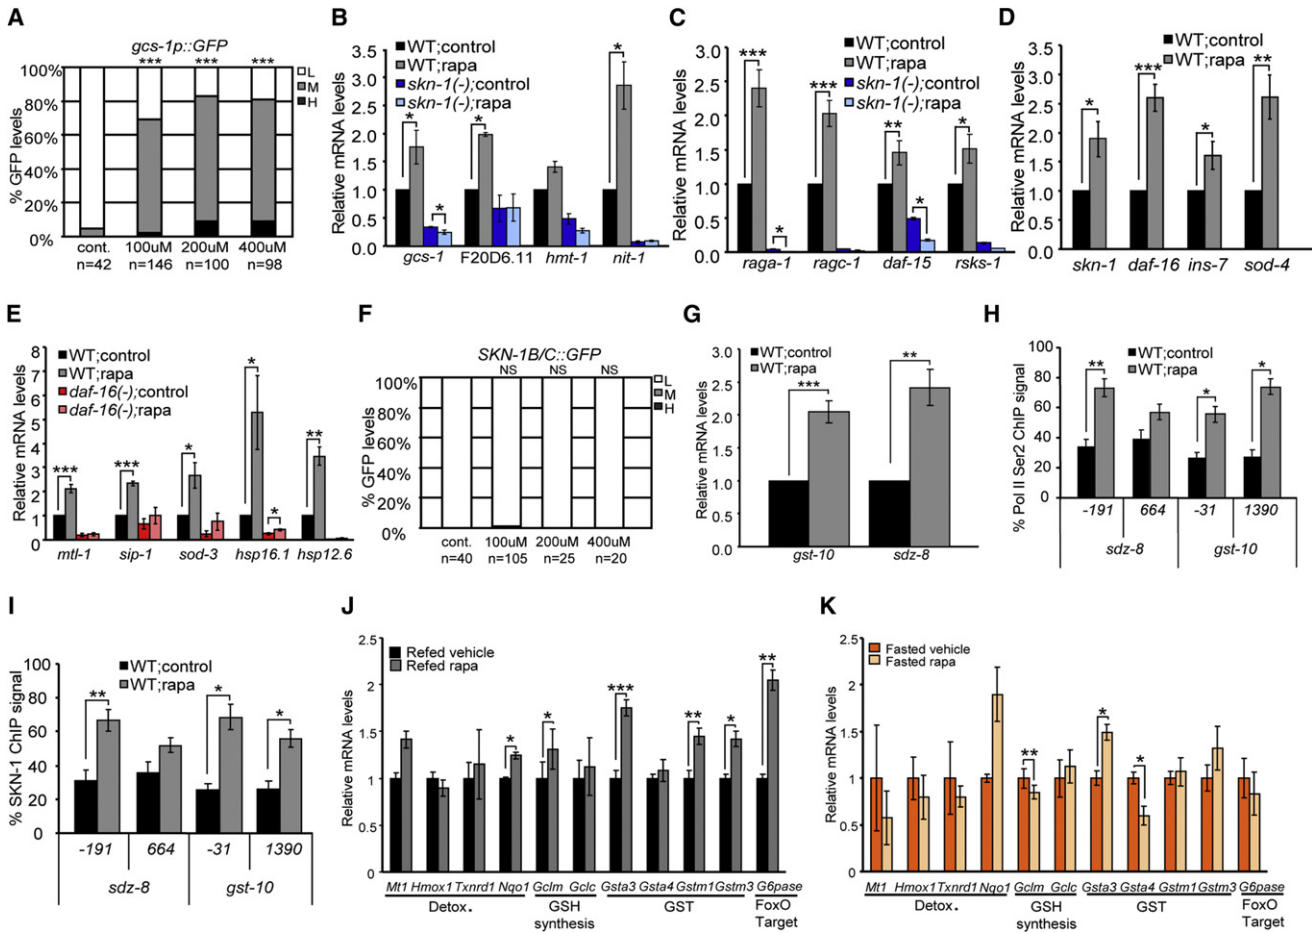 A
gcs-1p::GFP
*** *** ***
100%
80%
60%
40%
20%
0%
% GFP levels
L
M
H
cont. 100uM 200uM 400uM
n=42 n=146 n=100 n=98
B
WT;control
WT;rapa
skn-1(-);control
skn-1(-);rapa
Relative mRNA levels
3.5
3.0
2.5
2.0
1.5
1.0
0.5
0.0
* * * *
gcs-1 F20D6.11 hmt-1 nit-1
C
WT;control
WT;rapa
skn-1(-);control
skn-1(-);rapa
Relative mRNA levels
3.0
2.5
2.0
1.5
1.0
0.5
0.0
*** *** ** * * *
raga-1 ragc-1 daf-15 rsks-1
D
WT;control
WT;rapa
Relative mRNA levels
3.5
3.0
2.5
2.0
1.5
1.0
0.5
0.0
* *** * **
skn-1 daf-16 ins-7 sod-4
E
WT;control
WT;rapa
daf-16(-);control
daf-16(-);rapa
Relative mRNA levels
8
7
6
5
4
3
2
1
0
*** *** * * * **
mtl-1 sip-1 sod-3 hsp16.1 hsp12.6
F
SKN-1B/C::GFP
NS NS NS
100%
80%
60%
40%
20%
0%
% GFP levels
L
M
H
cont. 100uM 200uM 400uM
n=40 n=105 n=25 n=20
G
WT;control
WT;rapa
Relative mRNA levels
3.0
2.5
2.0
1.5
1.0
0.5
0.0
*** **
gst-10 sdz-8
H
WT;control
WT;rapa
% Pol II Ser2 ChIP signal
100
80
60
40
20
0
** * *
-191 664 -31 1390
sdz-8 gst-10
I
WT;control
WT;rapa
% SKN-1 ChIP signal
100
80
60
40
20
0
** * *
-191 664 -31 1390
sdz-8 gst-10
J
Refed vehicle
Refed rapa
Relative mRNA levels
2.5
2
1.5
1
0.5
0
* * *** ** * **
Mt1 Hmox1 Txnrd1 Nqo1 Gclm Gclc Gsta3 Gsta4 Gstm1 Gstm3 G6pase
Detox. GSH GST FoxO
synthesis Target
K
Fasted vehicle
Fasted rapa
Relative mRNA levels
2.5
2
1.5
1
0.5
0
** * *
Mt1 Hmox1 Txnrd1 Nqo1 Gclm Gclc Gsta3 Gsta4 Gstm1 Gstm3 G6pase
Detox. GSH GST FoxO
synthesis Target